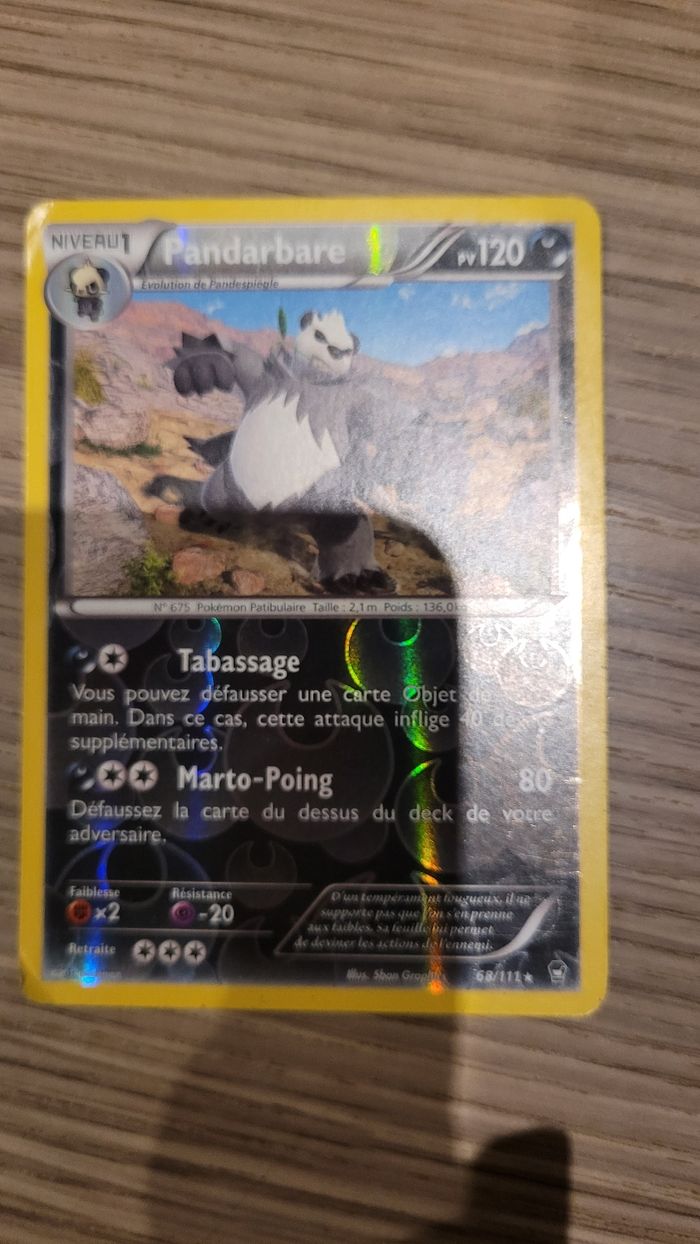 NIVEAU 1
Pandarbare
PV120
Évolution de Pandespiègle
N° 675 Pokémon Patibulaire Taille : 2,1 m Poids : 136,0
Tabassage
Vous pouvez défausser une carte Objet de
main. Dans ce cas, cette attaque inflige 40
supplémentaires.
Marto-Poing 80
Défaussez la carte du dessus du deck de votre
adversaire.
Faiblesse Résistance
×2 -20
Retraite
D'un tempérament fougueux, il ne
supporte pas que l'on s'en prenne
aux faibles. Sa feuille lui permet
de deviner les actions de l'ennemi.
Illus. 5ban Graphics
68/111★